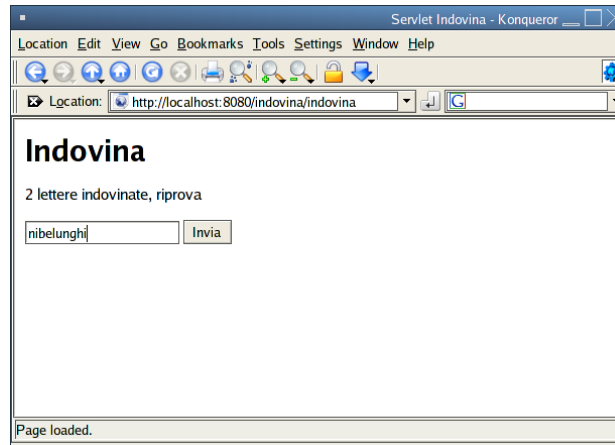 Servlet Indovina - Konqueror
Location Edit View Go Bookmarks Tools Settings Window Help
Location: http://localhost:8080/indovina/indovina G
Indovina
2 lettere indovinate, riprova
nibelunghi Invia
Page loaded.